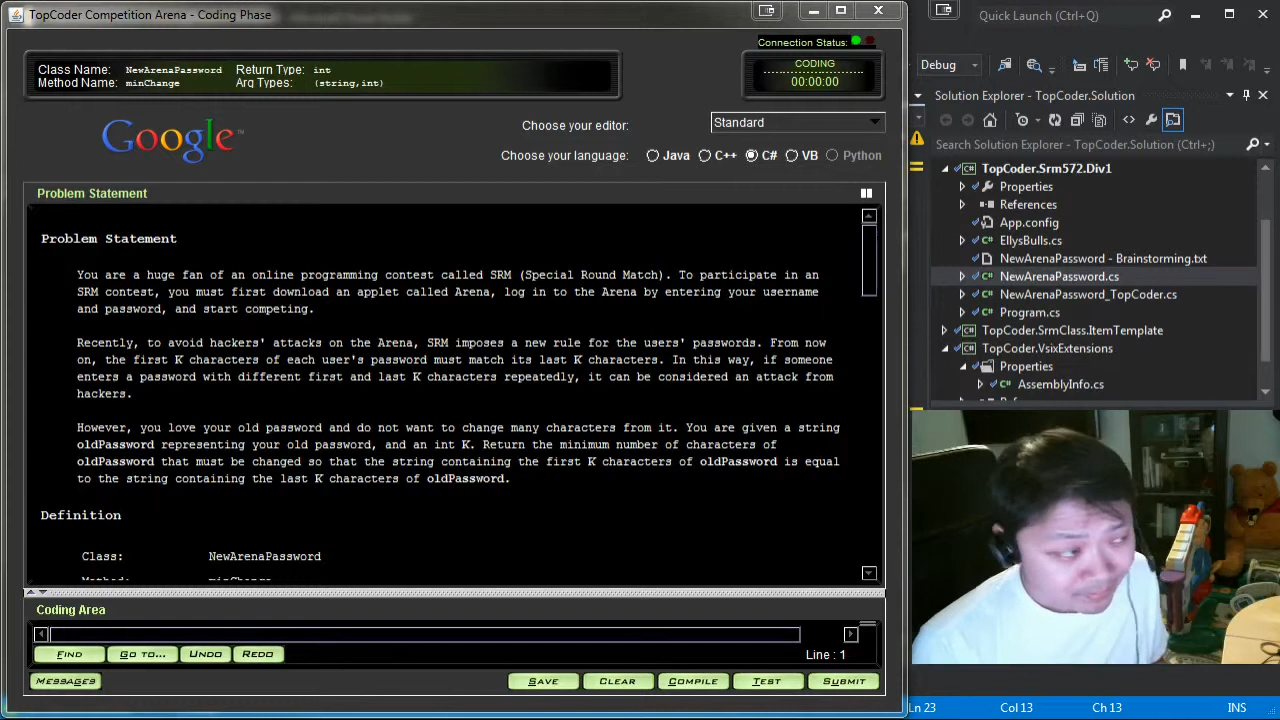 TopCoder Competition Arena - Coding Phase
Quick Launch (Ctrl+Q)
Connection Status:
Class Name: NewArenaPassword Return Type: int
Method Name: minChange Arg Types: (string,int)
CODING
00:00:00
Debug
Solution Explorer - TopCoder.Solution
Google™
Choose your editor: Standard
Choose your language: Java C++ C# VB Python
Search Solution Explorer - TopCoder.Solution (Ctrl+;)
TopCoder.Srm572.Div1
Properties
References
App.config
EllysBulls.cs
NewArenaPassword - Brainstorming.txt
NewArenaPassword.cs
NewArenaPassword_TopCoder.cs
Program.cs
TopCoder.SrmClass.ItemTemplate
TopCoder.VsixExtensions
Properties
AssemblyInfo.cs
Problem Statement
Problem Statement
You are a huge fan of an online programming contest called SRM (Special Round Match). To participate in an
SRM contest, you must first download an applet called Arena, log in to the Arena by entering your username
and password, and start competing.
Recently, to avoid hackers' attacks on the Arena, SRM imposes a new rule for the users' passwords. From now
on, the first K characters of each user's password must match its last K characters. In this way, if someone
enters a password with different first and last K characters repeatedly, it can be considered an attack from
hackers.
However, you love your old password and do not want to change many characters from it. You are given a string
oldPassword representing your old password, and an int K. Return the minimum number of characters of
oldPassword that must be changed so that the string containing the first K characters of oldPassword is equal
to the string containing the last K characters of oldPassword.
Definition
Class: NewArenaPassword
Method: minChange
Coding Area
FIND GO TO... UNDO REDO
Line : 1
MESSAGES SAVE CLEAR COMPILE TEST SUBMIT
Ln 23 Col 13 Ch 13 INS